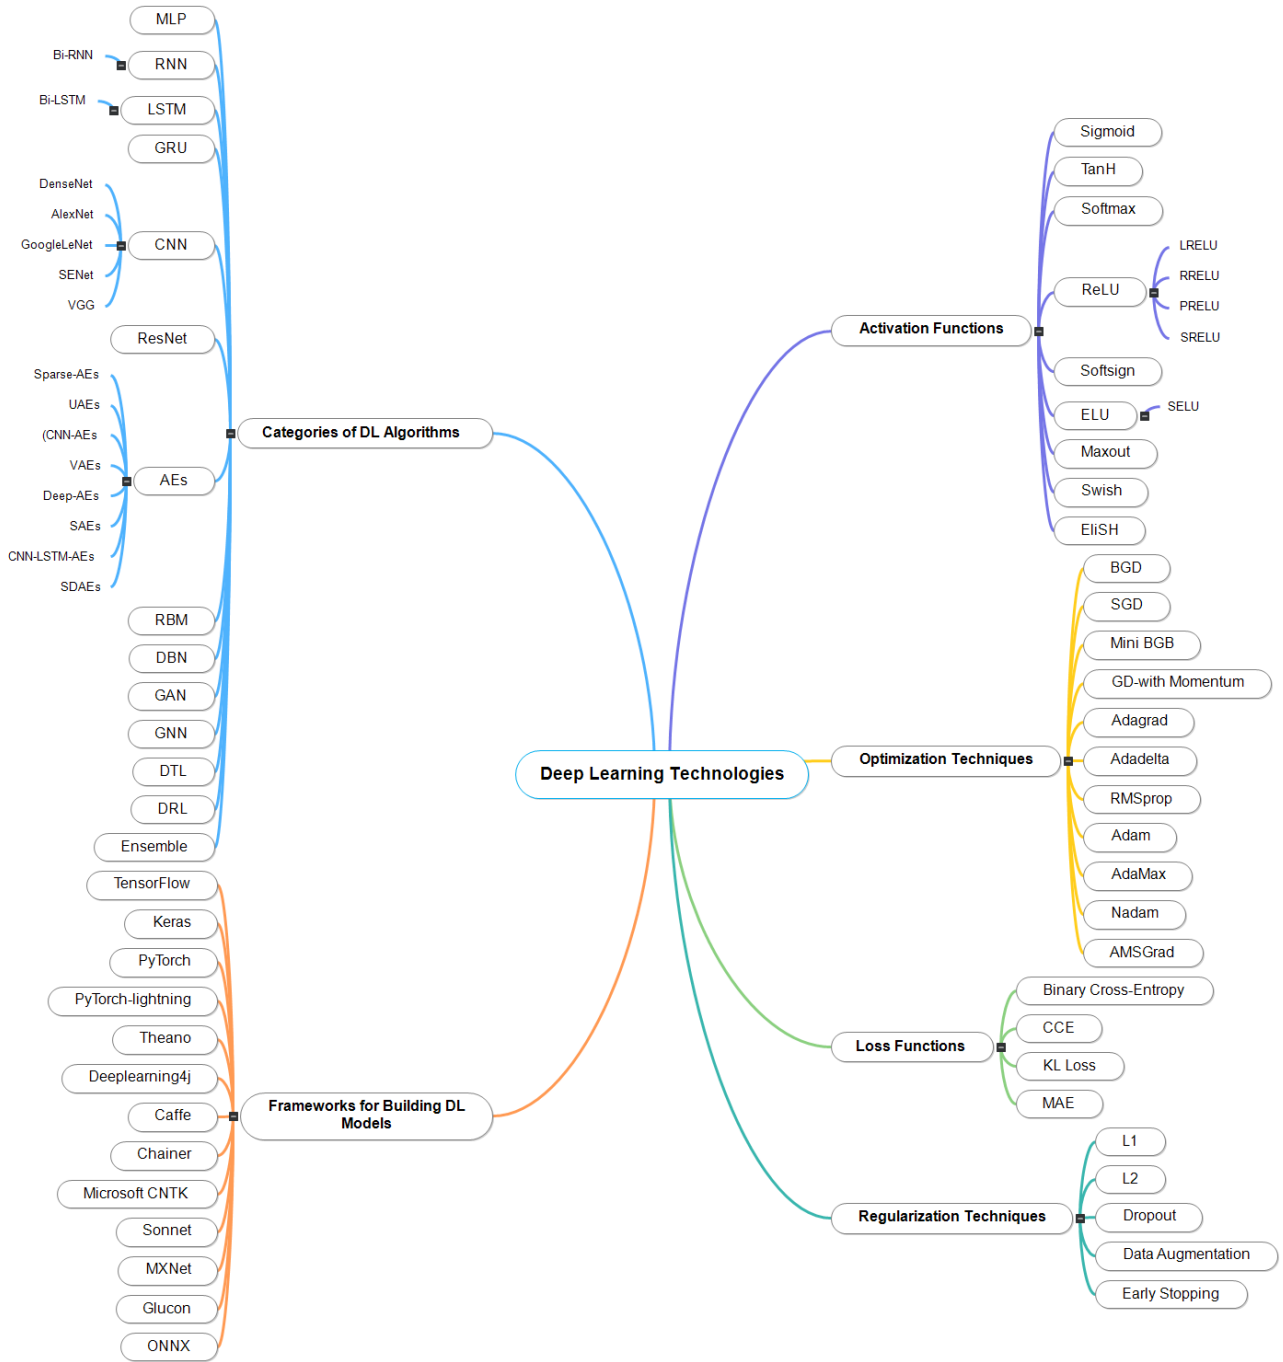 MLP
Bi-RNN
RNN
Bi-LSTM
LSTM
GRU
DenseNet
AlexNet
GoogleLeNet
SENet
VGG
CNN
ResNet
Sparse-AEs
UAEs
(CNN-AEs
VAEs
Deep-AEs
SAEs
CNN-LSTM-AEs
SDAEs
AEs
RBM
DBN
GAN
GNN
DTL
DRL
Ensemble
Categories of DL Algorithms
TensorFlow
Keras
PyTorch
PyTorch-lightning
Theano
Deeplearning4j
Caffe
Chainer
Microsoft CNTK
Sonnet
MXNet
Glucon
ONNX
Frameworks for Building DL
Models
Deep Learning Technologies
Activation Functions
Sigmoid
TanH
Softmax
ReLU
LRELU
RRELU
PRELU
SRELU
Softsign
ELU
SELU
Maxout
Swish
EliSH
Optimization Techniques
BGD
SGD
Mini BGB
GD-with Momentum
Adagrad
Adadelta
RMSprop
Adam
AdaMax
Nadam
AMSGrad
Loss Functions
Binary Cross-Entropy
CCE
KL Loss
MAE
Regularization Techniques
L1
L2
Dropout
Data Augmentation
Early Stopping